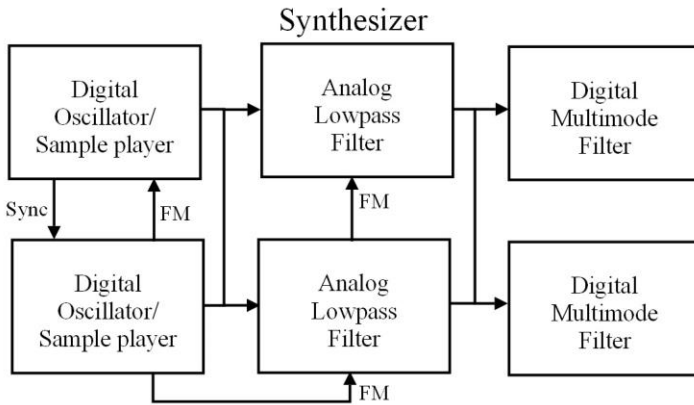 Synthesizer
Digital
Oscillator/
Sample player
Analog
Lowpass
Filter
Digital
Multimode
Filter
Sync
FM
FM
Digital
Oscillator/
Sample player
Analog
Lowpass
Filter
Digital
Multimode
Filter
FM